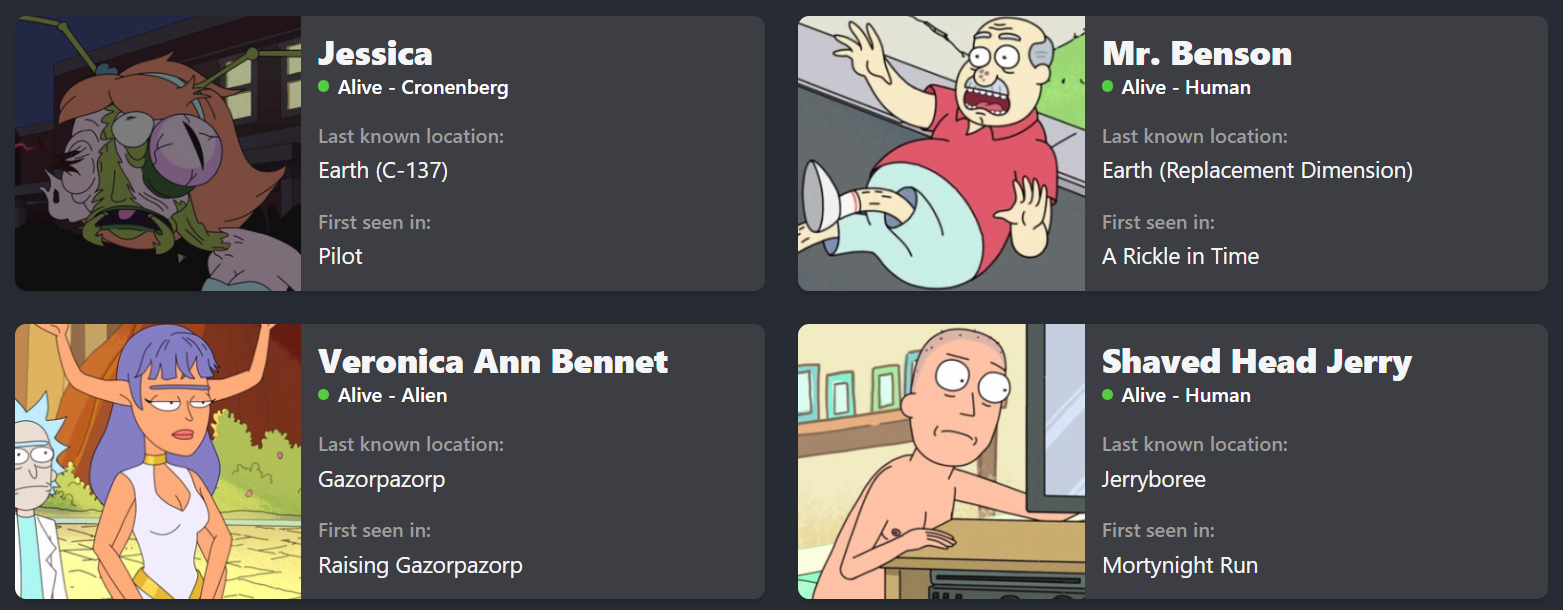 Jessica
Alive - Cronenberg
Last known location:
Earth (C-137)
First seen in:
Pilot
Mr. Benson
Alive - Human
Last known location:
Earth (Replacement Dimension)
First seen in:
A Rickle in Time
Veronica Ann Bennet
Alive - Alien
Last known location:
Gazorpazorp
First seen in:
Raising Gazorpazorp
Shaved Head Jerry
Alive - Human
Last known location:
Jerryboree
First seen in:
Mortynight Run